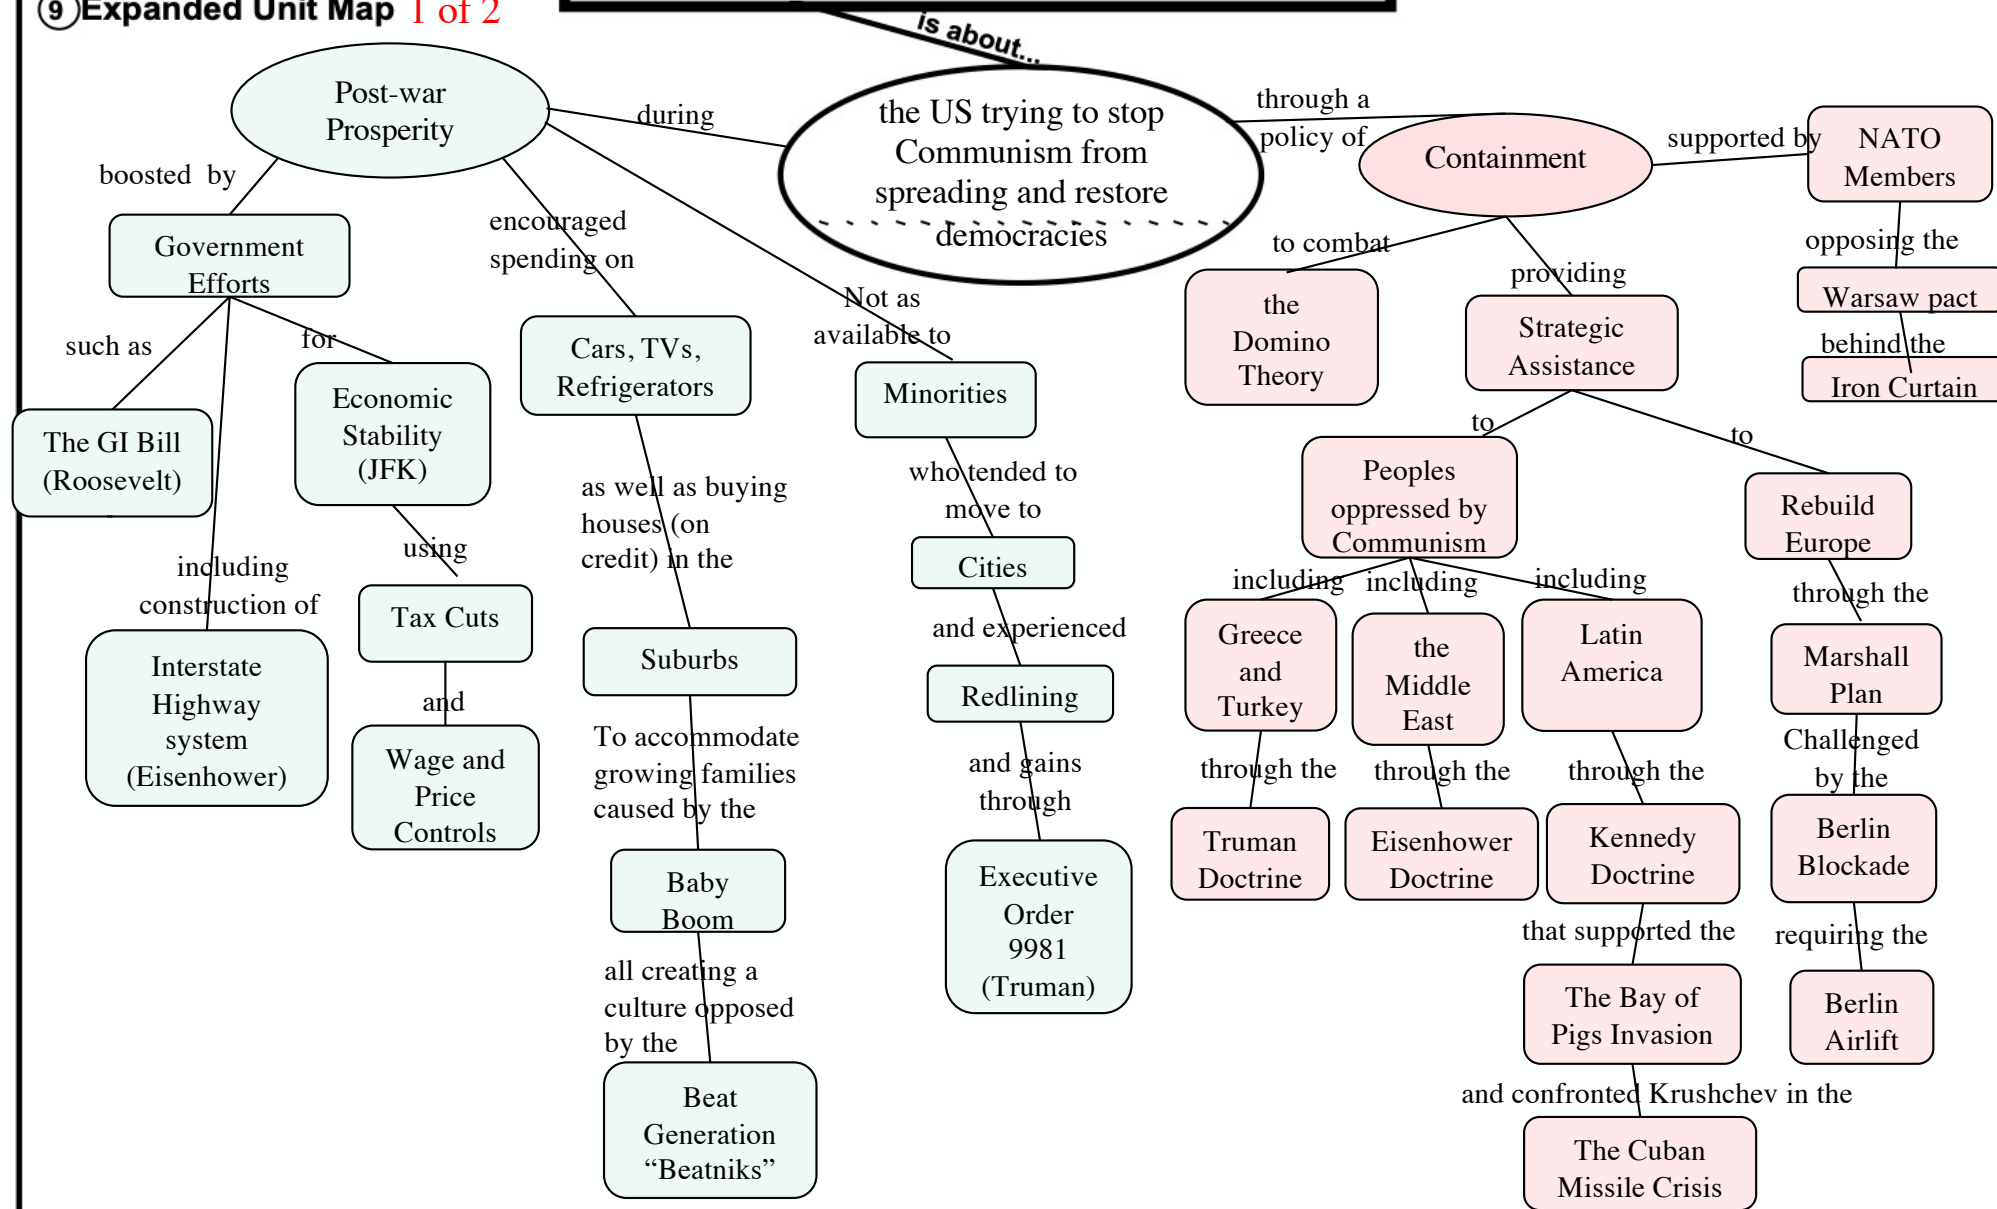 9 Expanded Unit Map 1 of 2
is about...
the US trying to stop
Communism from
spreading and restore
democracies
during
Post-war
Prosperity
boosted by
Government
Efforts
such as
The GI Bill
(Roosevelt)
including
construction of
Interstate
Highway
system
(Eisenhower)
for
Economic
Stability
(JFK)
using
Tax Cuts
and
Wage and
Price
Controls
encouraged
spending on
Cars, TVs,
Refrigerators
as well as buying
houses (on
credit) in the
Suburbs
To accommodate
growing families
caused by the
Baby
Boom
all creating a
culture opposed
by the
Beat
Generation
“Beatniks”
Not as
available to
Minorities
who tended to
move to
Cities
and experienced
Redlining
and gains
through
Executive
Order
9981
(Truman)
through a
policy of
Containment
supported by
NATO
Members
opposing the
Warsaw pact
behind the
Iron Curtain
to combat
the
Domino
Theory
providing
Strategic
Assistance
to
Peoples
oppressed by
Communism
including
Greece
and
Turkey
through the
Truman
Doctrine
including
the
Middle
East
through the
Eisenhower
Doctrine
including
Latin
America
through the
Kennedy
Doctrine
that supported the
The Bay of
Pigs Invasion
and confronted Krushchev in the
The Cuban
Missile Crisis
to
Rebuild
Europe
through the
Marshall
Plan
Challenged
by the
Berlin
Blockade
requiring the
Berlin
Airlift